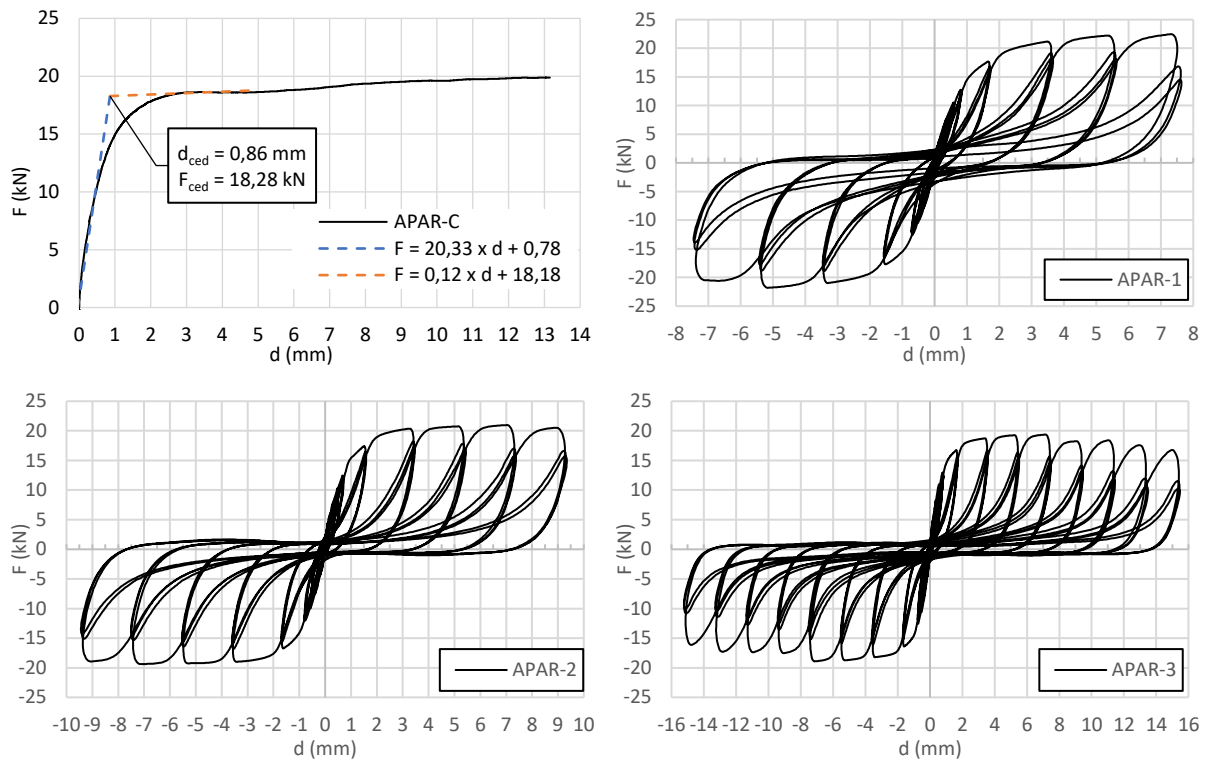 25
20
15
10
5
0
F (kN)
0 1 2 3 4 5 6 7 8 9 10 11 12 13 14
d (mm)
d_ced = 0,86 mm
F_ced = 18,28 kN
APAR-C
F = 20,33 x d + 0,78
F = 0,12 x d + 18,18
25
20
15
10
5
0
-5
-10
-15
-20
-25
F (kN)
-8 -7 -6 -5 -4 -3 -2 -1 0 1 2 3 4 5 6 7 8
d (mm)
APAR-1
25
20
15
10
5
0
-5
-10
-15
-20
-25
F (kN)
-10 -9 -8 -7 -6 -5 -4 -3 -2 -1 0 1 2 3 4 5 6 7 8 9 10
d (mm)
APAR-2
25
20
15
10
5
0
-5
-10
-15
-20
-25
F (kN)
-16 -14 -12 -10 -8 -6 -4 -2 0 2 4 6 8 10 12 14 16
d (mm)
APAR-3